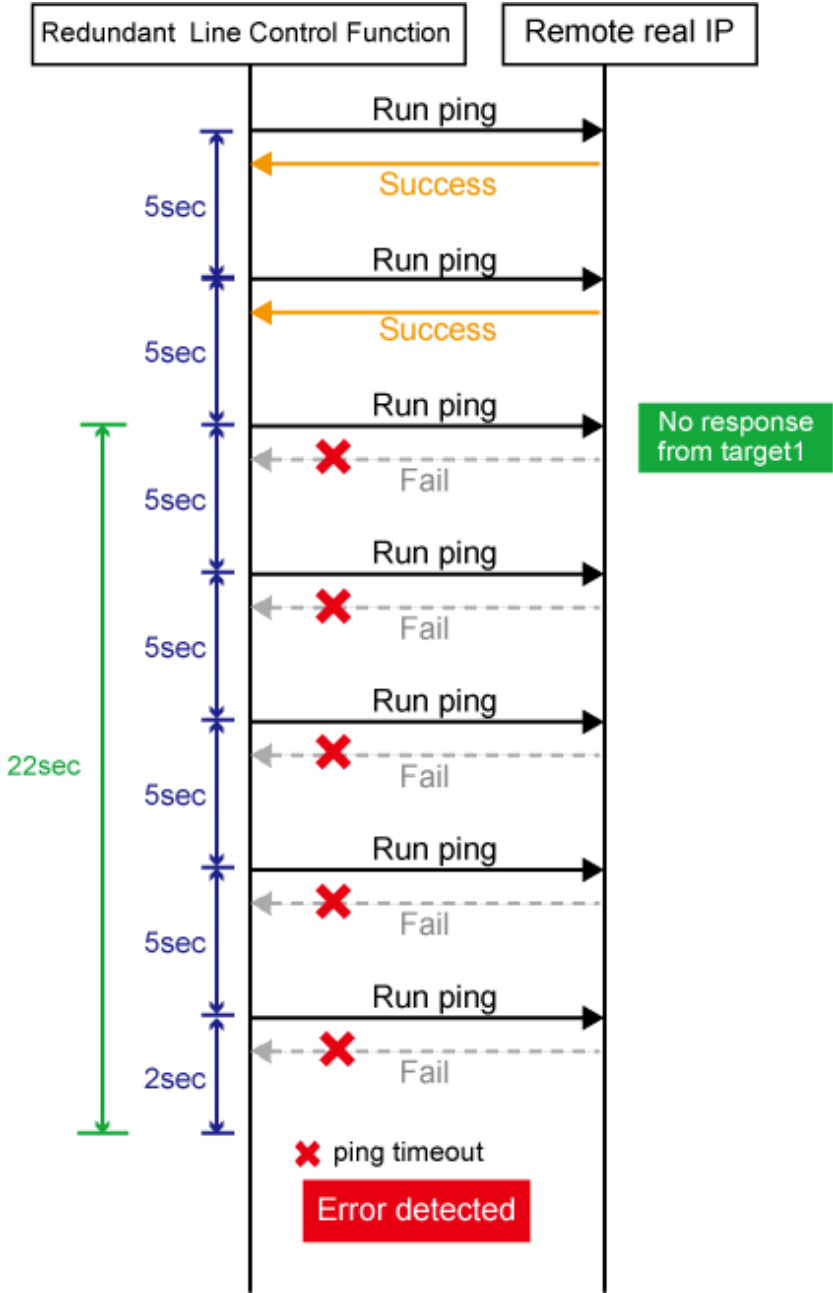 Redundant Line Control Function
Remote real IP
Run ping
Success
5sec
Run ping
Success
5sec
Run ping
No response
from target1
Fail
5sec
Run ping
Fail
5sec
Run ping
Fail
22sec
5sec
Run ping
Fail
5sec
Run ping
Fail
2sec
ping timeout
Error detected